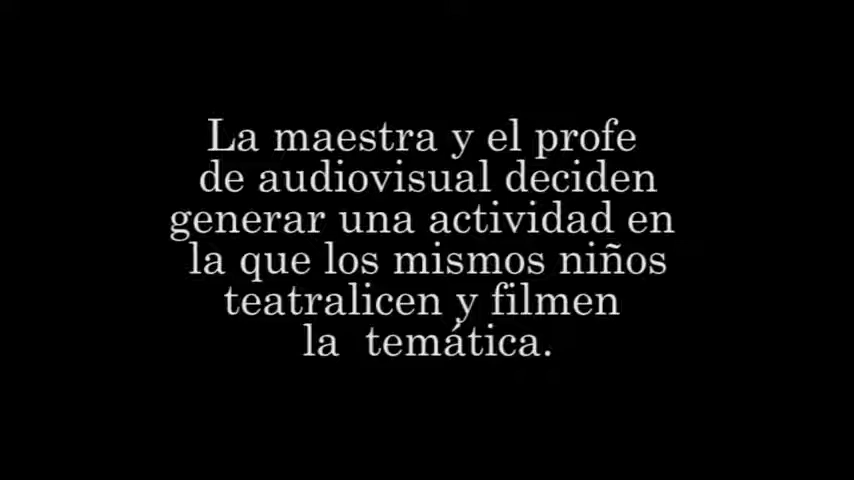 La maestra y el profe
de audiovisual deciden
generar una actividad en
la que los mismos niños
teatralicen y filmen
la temática.